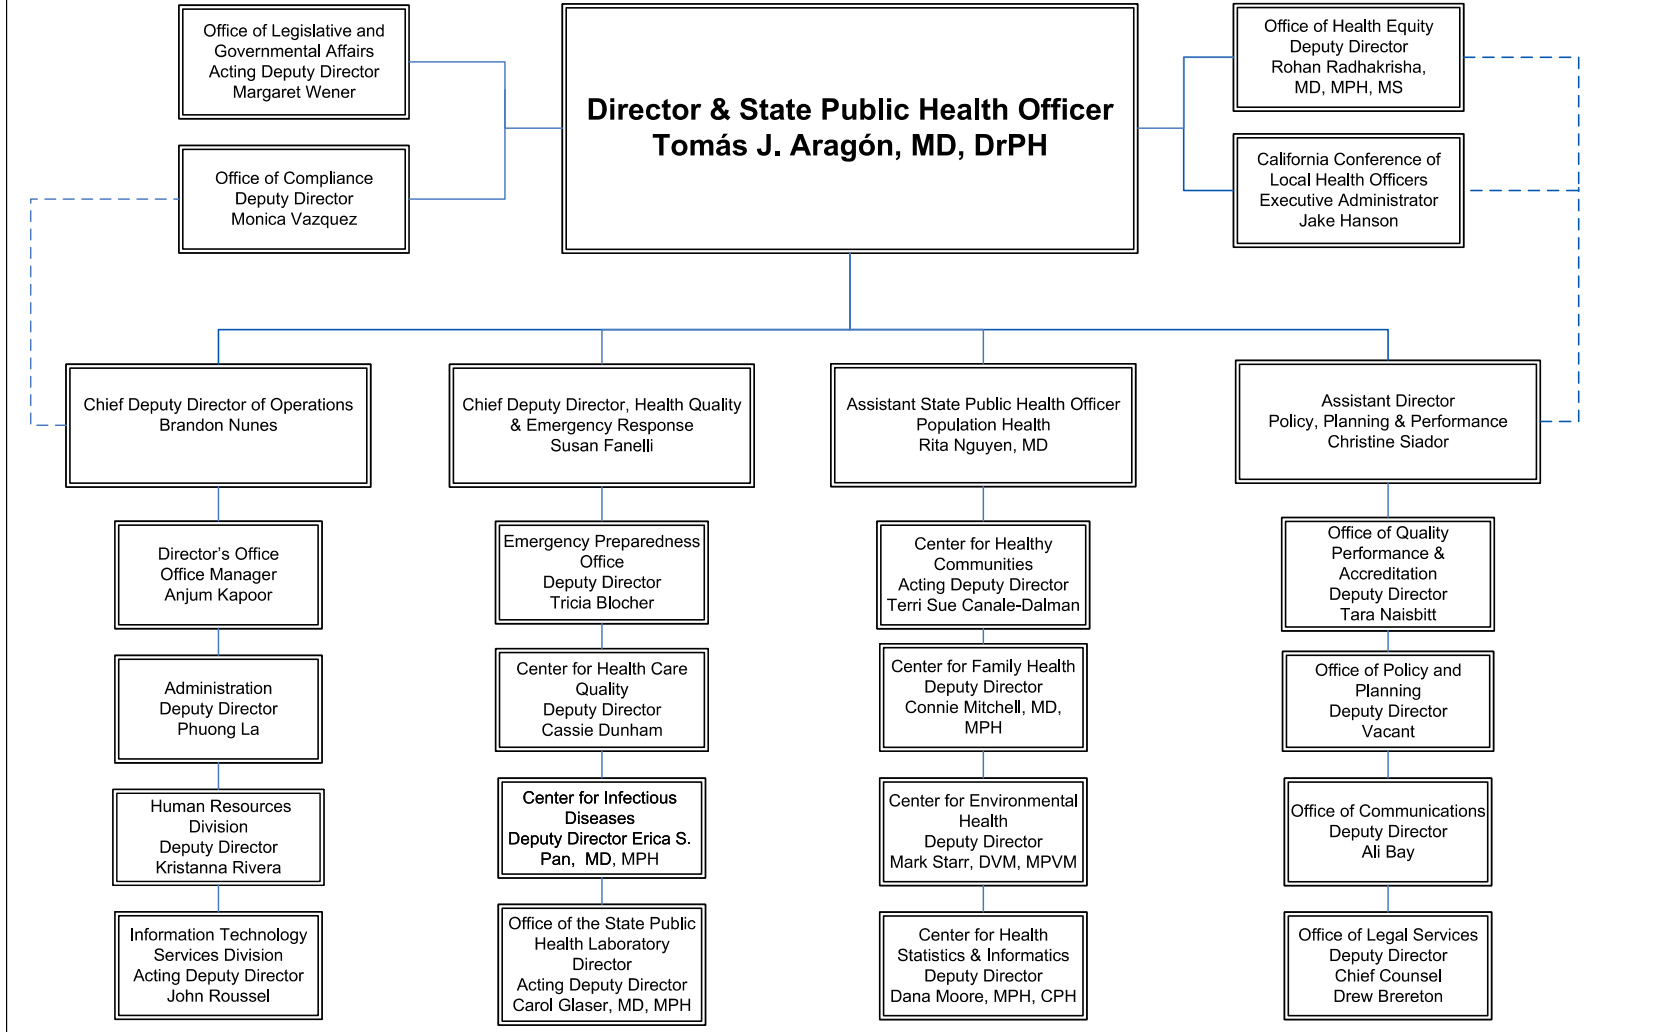 Office of Legislative and
Governmental Affairs
Acting Deputy Director
Margaret Wener
Office of Compliance
Deputy Director
Monica Vazquez
Director & State Public Health Officer
Tomás J. Aragón, MD, DrPH
Office of Health Equity
Deputy Director
Rohan Radhakrisha,
MD, MPH, MS
California Conference of
Local Health Officers
Executive Administrator
Jake Hanson
Chief Deputy Director of Operations
Brandon Nunes
Director’s Office
Office Manager
Anjum Kapoor
Administration
Deputy Director
Phuong La
Human Resources
Division
Deputy Director
Kristanna Rivera
Information Technology
Services Division
Acting Deputy Director
John Roussel
Chief Deputy Director, Health Quality
& Emergency Response
Susan Fanelli
Emergency Preparedness
Office
Deputy Director
Tricia Blocher
Center for Health Care
Quality
Deputy Director
Cassie Dunham
Center for Infectious
Diseases
Deputy Director Erica S.
Pan, MD, MPH
Office of the State Public
Health Laboratory
Director
Acting Deputy Director
Carol Glaser, MD, MPH
Assistant State Public Health Officer
Population Health
Rita Nguyen, MD
Center for Healthy
Communities
Acting Deputy Director
Terri Sue Canale-Dalman
Center for Family Health
Deputy Director
Connie Mitchell, MD,
MPH
Center for Environmental
Health
Deputy Director
Mark Starr, DVM, MPVM
Center for Health
Statistics & Informatics
Deputy Director
Dana Moore, MPH, CPH
Assistant Director
Policy, Planning & Performance
Christine Siador
Office of Quality
Performance &
Accreditation
Deputy Director
Tara Naisbitt
Office of Policy and
Planning
Deputy Director
Vacant
Office of Communications
Deputy Director
Ali Bay
Office of Legal Services
Deputy Director
Chief Counsel
Drew Brereton